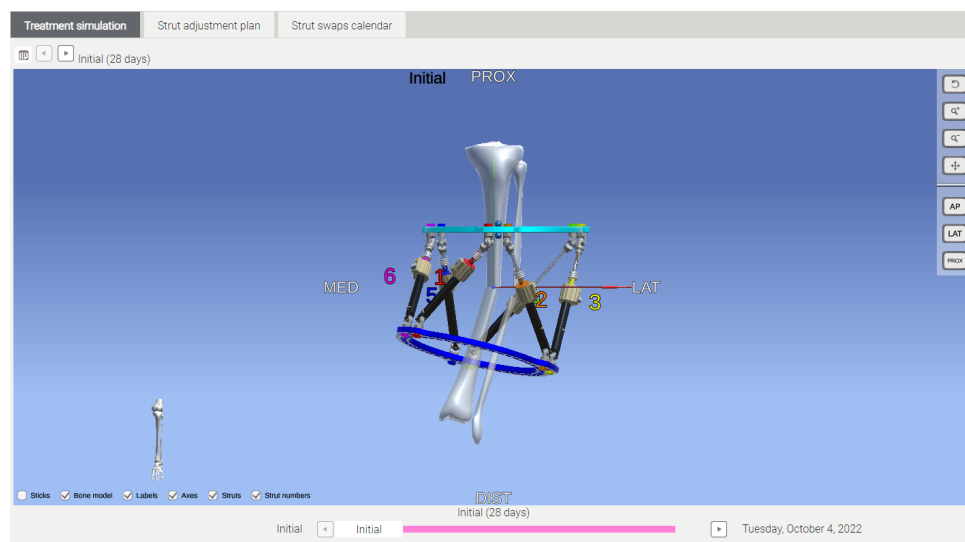 Treatment simulation Strut adjustment plan Strut swaps calendar
Initial (28 days)
Initial PROX
AP
LAT
PROX
6 1 5 2 3
MED LAT
Sticks Bone model Labels Axes Struts Strut numbers
DIST
Initial (28 days)
Initial Initial Tuesday, October 4, 2022